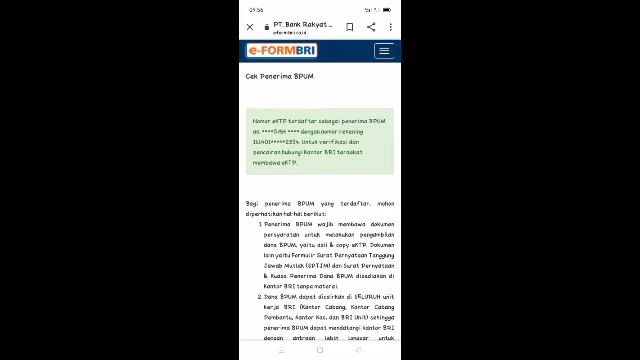 09.56
PT. Bank Rakyat ...
eformbri.co.id
e-FORMBRI
Cek Penerima BPUM
Nomor eKTP terdaftar sebagai penerima BPUM
an. ****DAH **** dengan nomor rekening
361401*****2534. Untuk verifikasi dan
pencairan hubungi Kantor BRI terdekat
membawa eKTP.
Bagi penerima BPUM yang terdaftar, mohon
diperhatikan hal-hal berikut:
1. Penerima BPUM wajib membawa dokumen
persyaratan untuk melakukan pengambilan
dana BPUM, yaitu asli & copy eKTP. Dokumen
lain yaitu Formulir Surat Pernyataan Tanggung
Jawab Mutlak (SPTJM) dan Surat Pernyataan
& Kuasa Penerima Dana BPUM disediakan di
Kantor BRI tanpa materai.
2. Dana BPUM dapat dicairkan di SELURUH unit
kerja BRI (Kantor Cabang, Kantor Cabang
Pembantu, Kantor Kas, dan BRI Unit) sehingga
penerima BPUM dapat mendatangi Kantor BRI
dengan antrean lebih longgar untuk